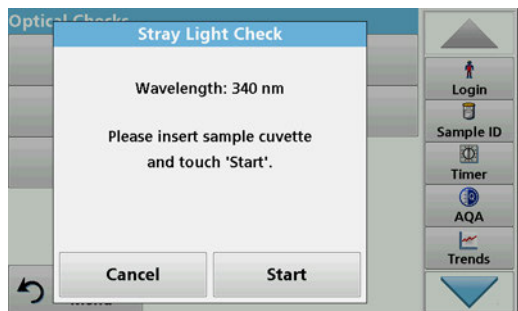 Optical Checks
Stray Light Check
Wavelength: 340 nm
Please insert sample cuvette
and touch 'Start'.
Cancel
Start
Menu
Login
Sample ID
Timer
AQA
Trends